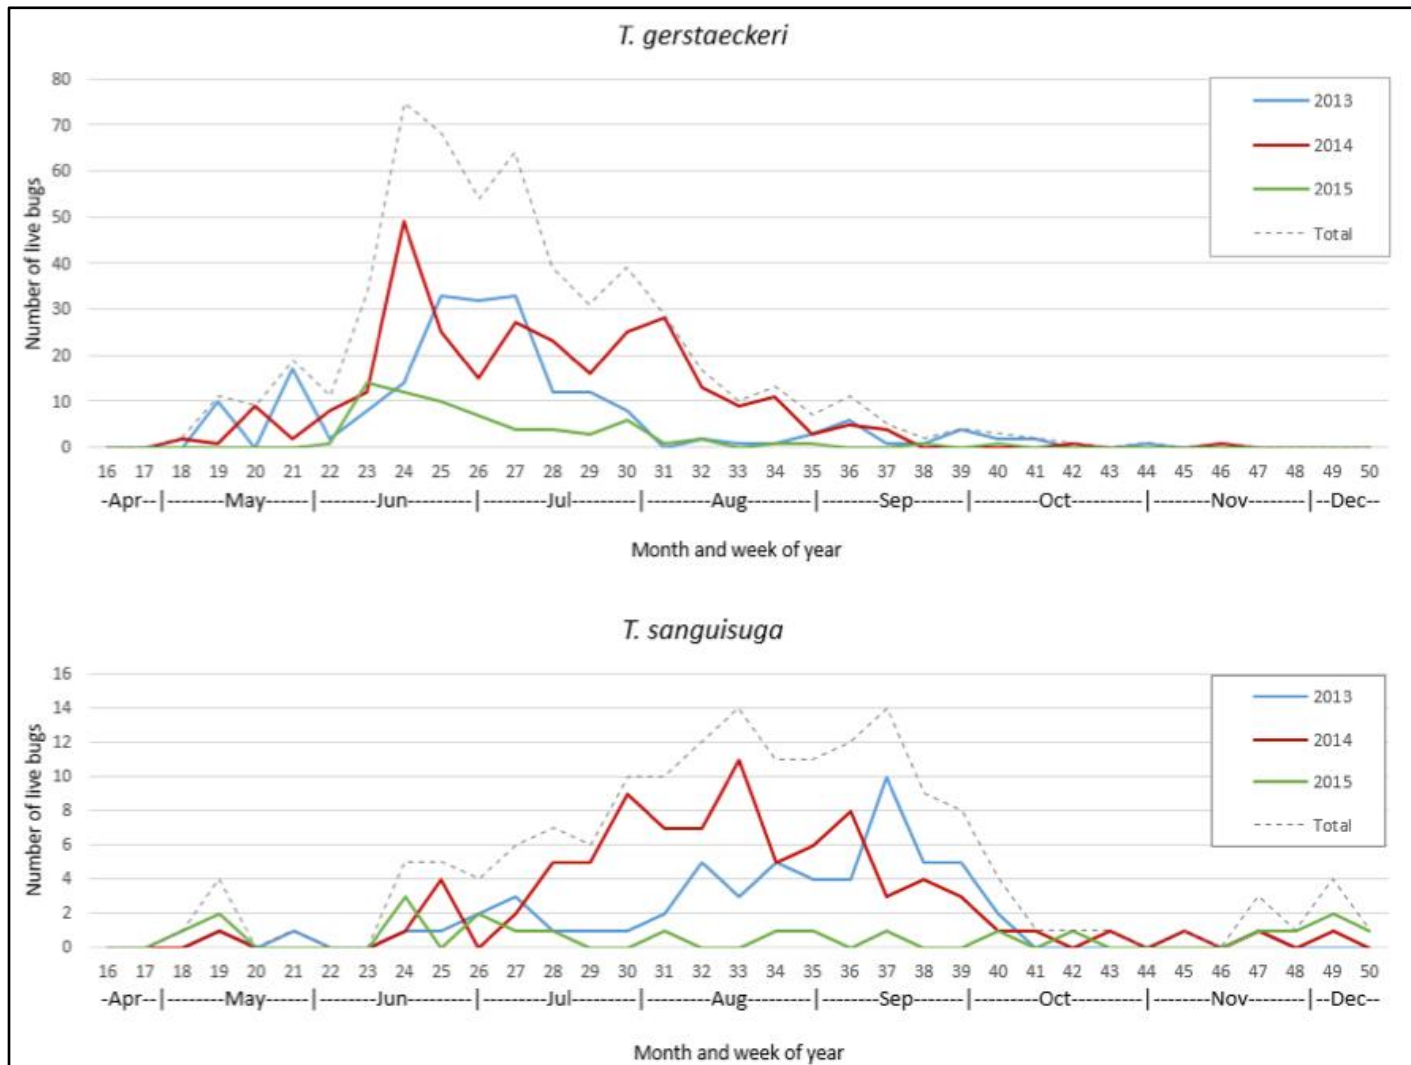 T. gerstaeckeri
80
70
60
50
40
30
20
10
0
Number of live bugs
2013
2014
2015
Total
16 17 18 19 20 21 22 23 24 25 26 27 28 29 30 31 32 33 34 35 36 37 38 39 40 41 42 43 44 45 46 47 48 49 50
-Apr--|---------May---------|---------Jun----------|---------Jul----------|---------Aug----------|--------Sep--------|----------Oct----------|---------Nov---------|--Dec--
Month and week of year
T. sanguisuga
16
14
12
10
8
6
4
2
0
Number of live bugs
2013
2014
2015
Total
16 17 18 19 20 21 22 23 24 25 26 27 28 29 30 31 32 33 34 35 36 37 38 39 40 41 42 43 44 45 46 47 48 49 50
-Apr--|---------May---------|---------Jun----------|---------Jul----------|---------Aug----------|--------Sep--------|----------Oct----------|---------Nov---------|--Dec--
Month and week of year